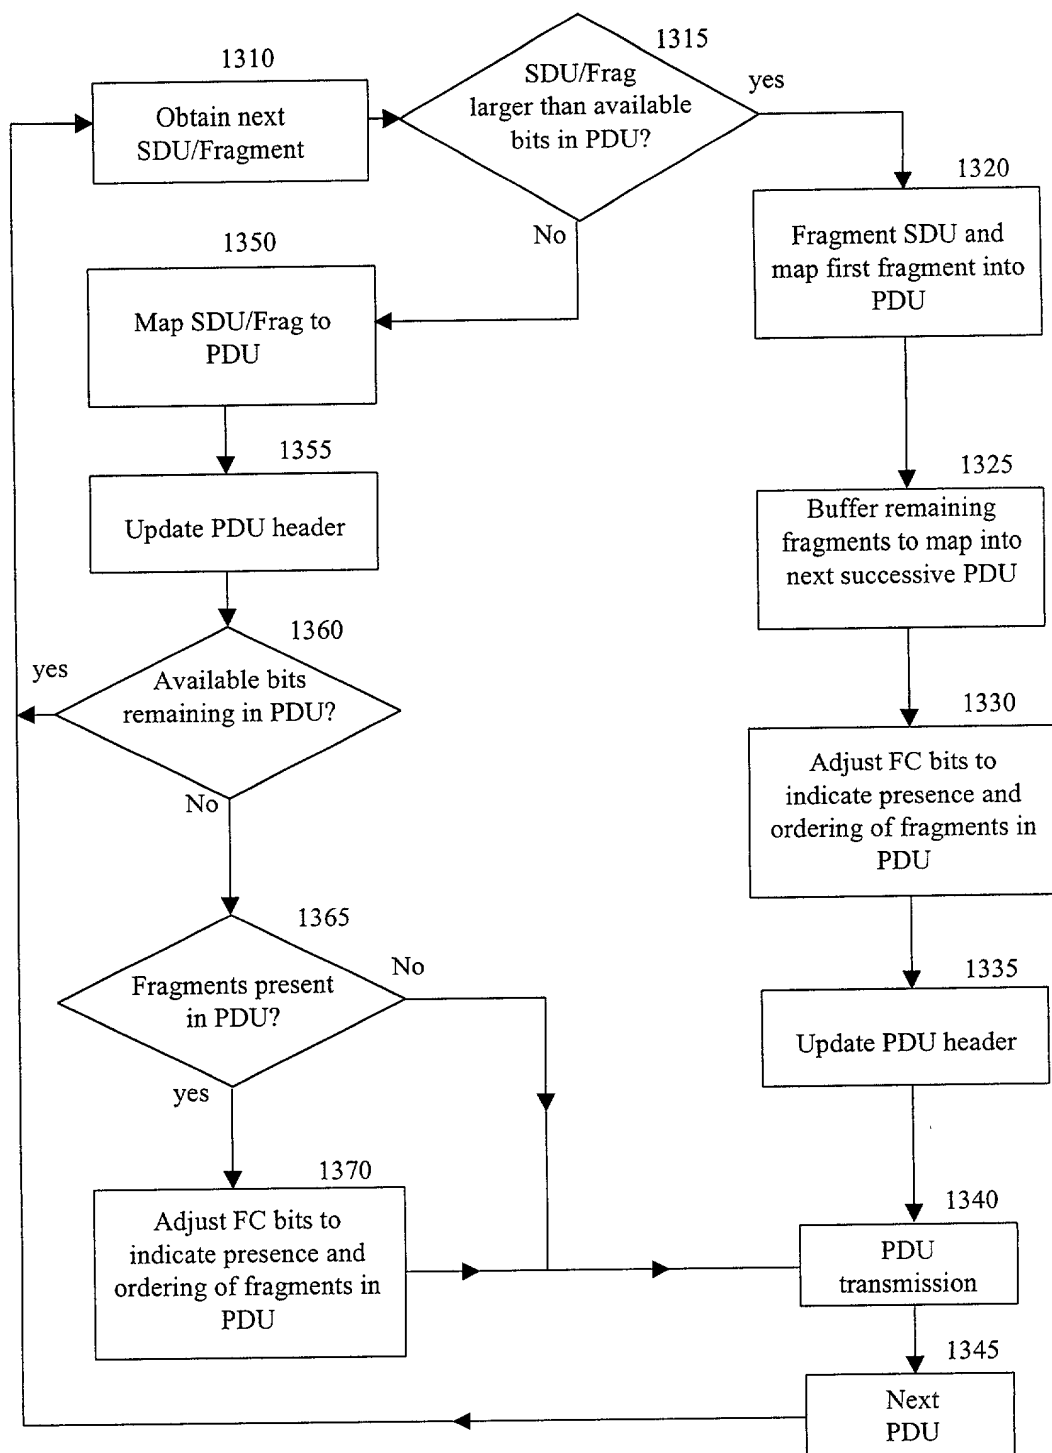 1310
Obtain next
SDU/Fragment
1315
SDU/Frag
larger than available
bits in PDU?
yes
No
1320
Fragment SDU and
map first fragment into
PDU
1350
Map SDU/Frag to
PDU
1355
Update PDU header
1325
Buffer remaining
fragments to map into
next successive PDU
1360
Available bits
remaining in PDU?
yes
No
1330
Adjust FC bits to
indicate presence and
ordering of fragments in
PDU
1365
Fragments present
in PDU?
No
yes
1335
Update PDU header
1370
Adjust FC bits to
indicate presence and
ordering of fragments in
PDU
1340
PDU
transmission
1345
Next
PDU